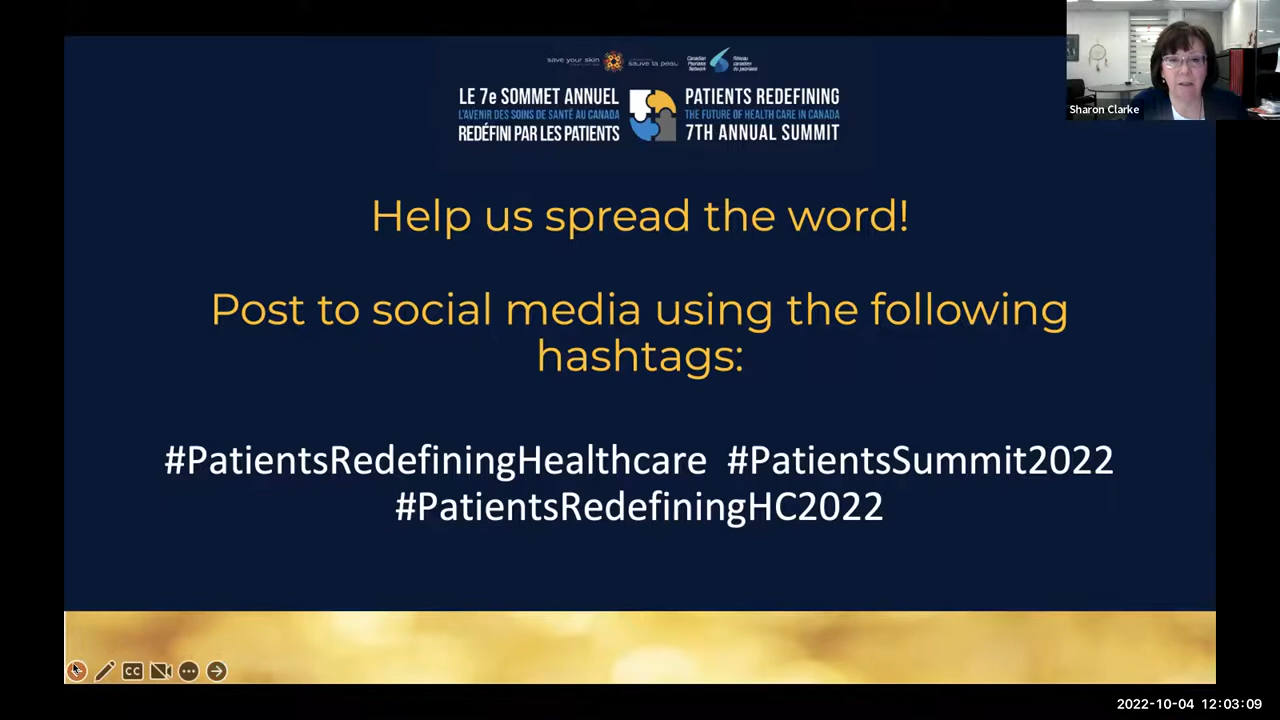 save your skin
sauve ta peau
Canadian
Psoriasis
Network
Réseau
canadien
du psoriasis
LE 7e SOMMET ANNUEL
L'AVENIR DES SOINS DE SANTÉ AU CANADA
REDÉFINI PAR LES PATIENTS
PATIENTS REDEFINING
THE FUTURE OF HEALTH CARE IN CANADA
7TH ANNUAL SUMMIT
Sharon Clarke
Help us spread the word!
Post to social media using the following
hashtags:
#PatientsRedefiningHealthcare #PatientsSummit2022
#PatientsRedefiningHC2022
CC
2022-10-04 12:03:09